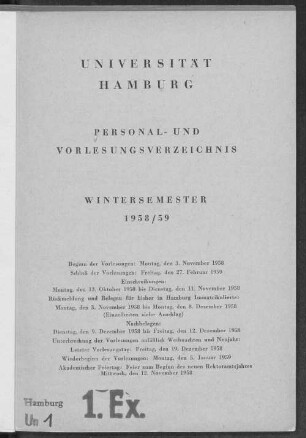 UNIVERSITÄT
HAMBURG
PERSONAL- UND
VORLESUNGSVERZEICHNIS
WINTERSEMESTER
1958/59
Beginn der Vorlesungen: Montag, den 3. November 1958
Schluß der Vorlesungen: Freitag, den 27. Februar 1959
Einschreibungen:
Montag, den 13. Oktober 1958 bis Dienstag, den 11. November 1958
Rückmeldung und Belegen für bisher in Hamburg Immatrikulierte:
Montag, den 3. November 1958 bis Montag, den 8. Dezember 1958
(Einzelfristen siehe Anschlag)
Nachbelegen:
Dienstag, den 9. Dezember 1958 bis Freitag, den 12. Dezember 1958
Unterbrechung der Vorlesungen anläßlich Weihnachten und Neujahr:
Letzter Vorlesungstag: Freitag, den 19. Dezember 1958
Wiederbeginn der Vorlesungen: Montag, den 5. Januar 1959
Akademischer Feiertag: Feier zum Beginn des neuen Rektoratsjahres
Mittwoch, den 12. November 1958
Hamburg
Un 1
1. Ex.